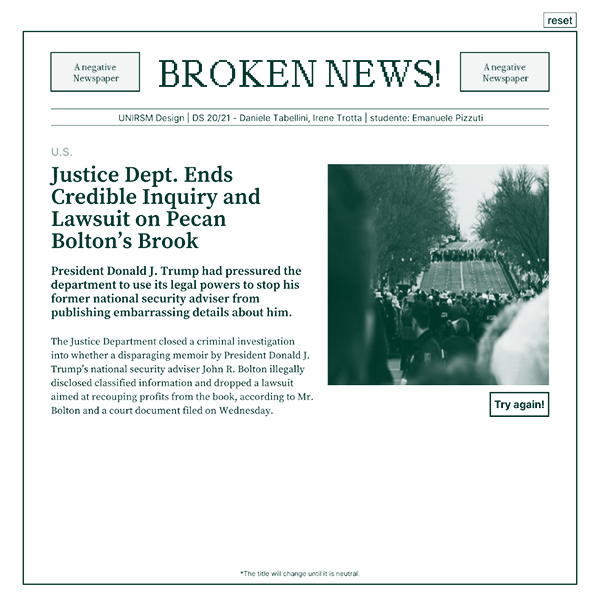 reset
A negative
Newspaper
BROKEN NEWS!
A negative
Newspaper
UNIRSM Design | DS 20/21 - Daniele Tabellini, Irene Trotta | studente: Emanuele Pizzuti
U.S.
Justice Dept. Ends
Credible Inquiry and
Lawsuit on Pecan
Bolton’s Brook
President Donald J. Trump had pressured the
department to use its legal powers to stop his
former national security adviser from
publishing embarrassing details about him.
The Justice Department closed a criminal investigation
into whether a disparaging memoir by President Donald J.
Trump’s national security adviser John R. Bolton illegally
disclosed classified information and dropped a lawsuit
aimed at recouping profits from the book, according to Mr.
Bolton and a court document filed on Wednesday.
Try again!
*The title will change until it is neutral.